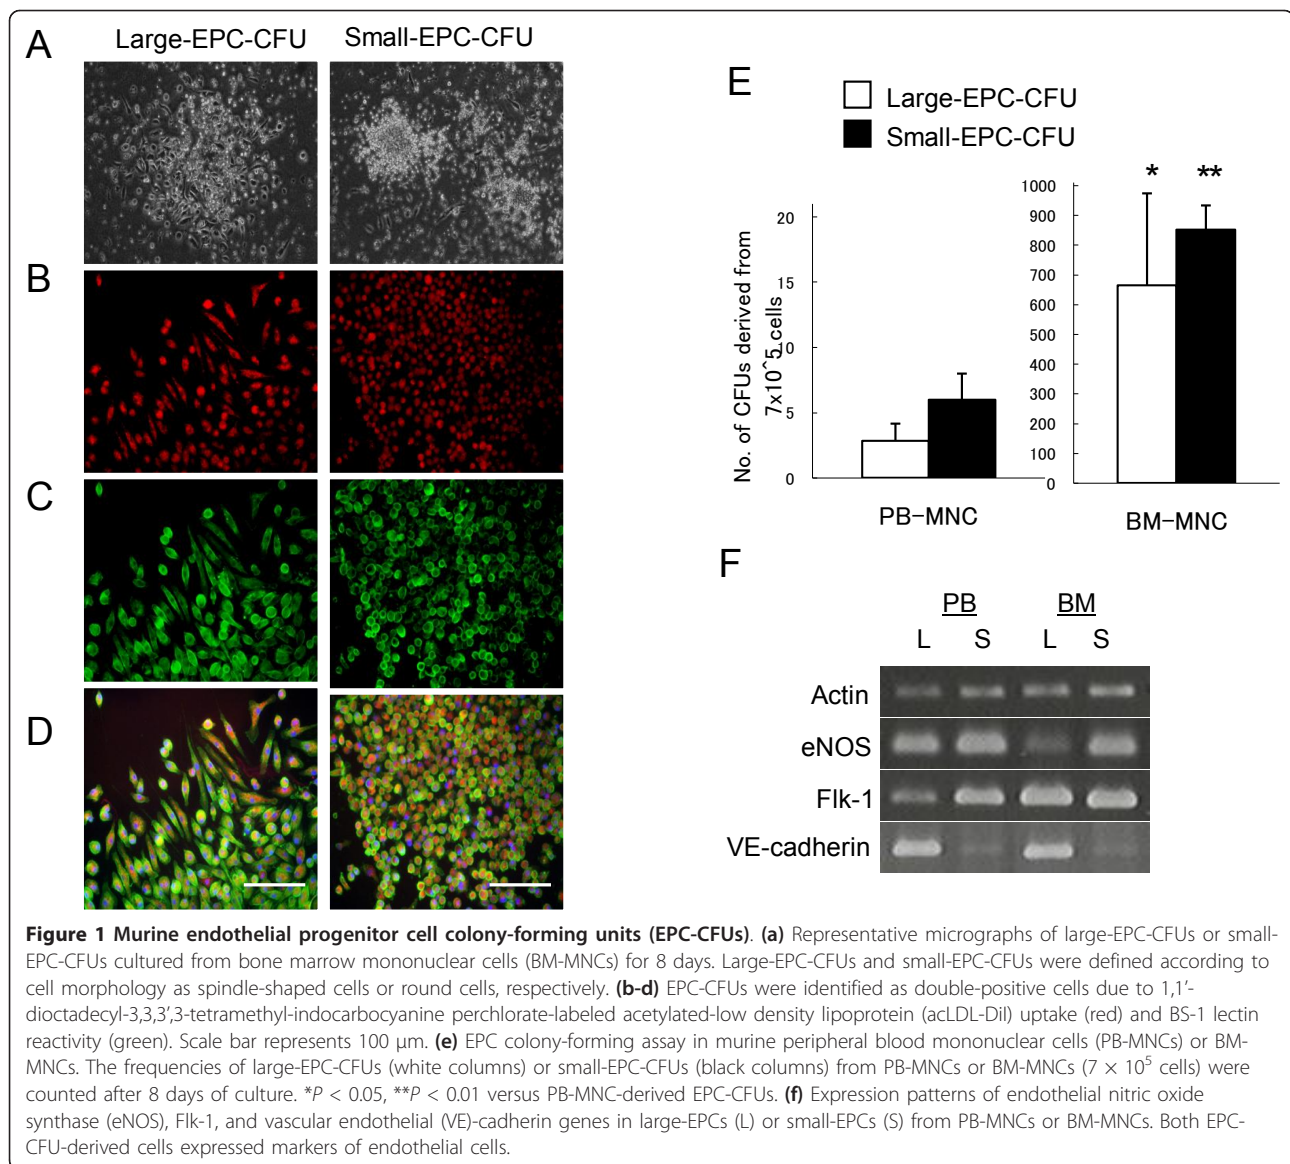 A
Large-EPC-CFU
Small-EPC-CFU
B
C
D
E
Large-EPC-CFU
Small-EPC-CFU
No. of CFUs derived from
7x10^5 cells
20
15
10
5
0
PB-MNC
* **
1000
900
800
700
600
500
400
300
200
100
0
BM-MNC
F
PB BM
L S L S
Actin
eNOS
Flk-1
VE-cadherin
Figure 1 Murine endothelial progenitor cell colony-forming units (EPC-CFUs). (a) Representative micrographs of large-EPC-CFUs or small-
EPC-CFUs cultured from bone marrow mononuclear cells (BM-MNCs) for 8 days. Large-EPC-CFUs and small-EPC-CFUs were defined according to
cell morphology as spindle-shaped cells or round cells, respectively. (b-d) EPC-CFUs were identified as double-positive cells due to 1,1'-
dioctadecyl-3,3,3',3-tetramethyl-indocarbocyanine perchlorate-labeled acetylated-low density lipoprotein (acLDL-DiI) uptake (red) and BS-1 lectin
reactivity (green). Scale bar represents 100 μm. (e) EPC colony-forming assay in murine peripheral blood mononuclear cells (PB-MNCs) or BM-
MNCs. The frequencies of large-EPC-CFUs (white columns) or small-EPC-CFUs (black columns) from PB-MNCs or BM-MNCs (7 × 10⁵ cells) were
counted after 8 days of culture. *P < 0.05, **P < 0.01 versus PB-MNC-derived EPC-CFUs. (f) Expression patterns of endothelial nitric oxide
synthase (eNOS), Flk-1, and vascular endothelial (VE)-cadherin genes in large-EPCs (L) or small-EPCs (S) from PB-MNCs or BM-MNCs. Both EPC-
CFU-derived cells expressed markers of endothelial cells.